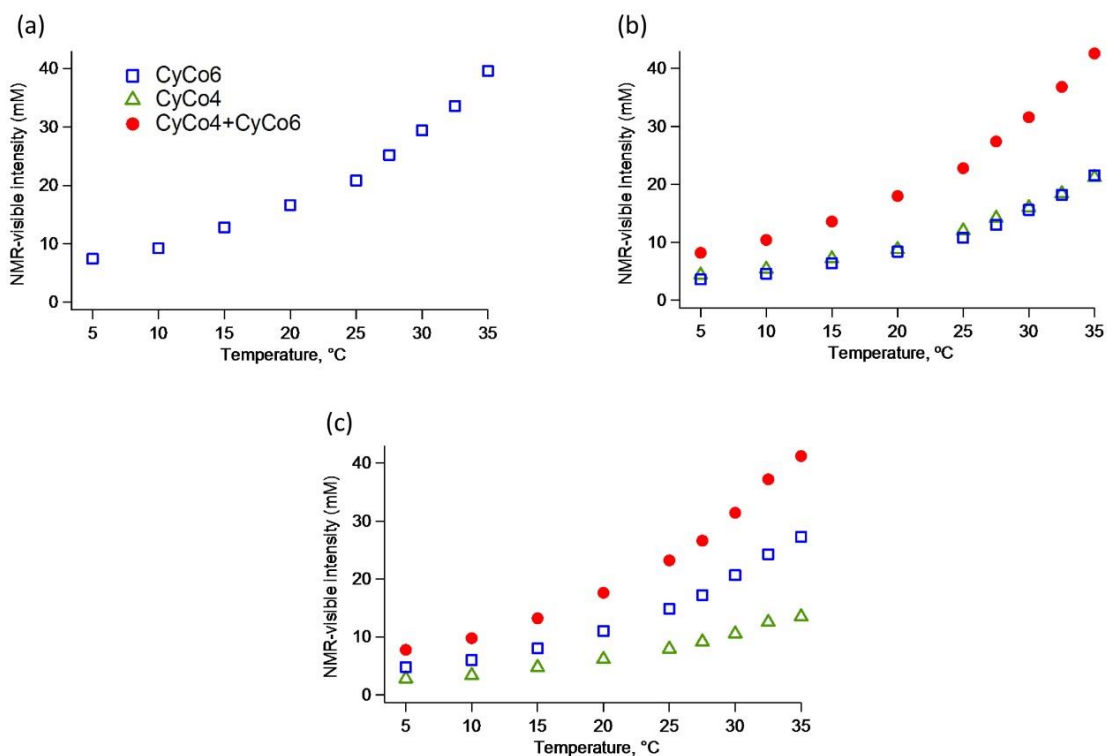 (a)
NMR-visible intensity (mM)
40
30
20
10
0
CyCo6
CyCo4
CyCo4+CyCo6
5 10 15 20 25 30 35
Temperature, °C
(b)
NMR-visible intensity (mM)
40
30
20
10
0
5 10 15 20 25 30 35
Temperature, ºC
(c)
NMR-visible intensity (mM)
40
30
20
10
0
5 10 15 20 25 30 35
Temperature, °C